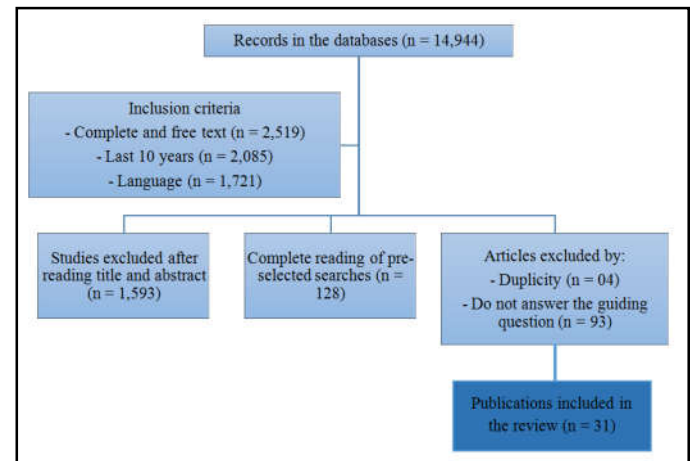 Records in the databases (n = 14,944)
Inclusion criteria
- Complete and free text (n = 2,519)
- Last 10 years (n = 2,085)
- Language (n = 1,721)
Studies excluded after
reading title and abstract
(n = 1,593)
Complete reading of pre-
selected searches (n =
128)
Articles excluded by:
- Duplicity (n = 04)
- Do not answer the guiding
question (n = 93)
Publications included in
the review (n = 31)